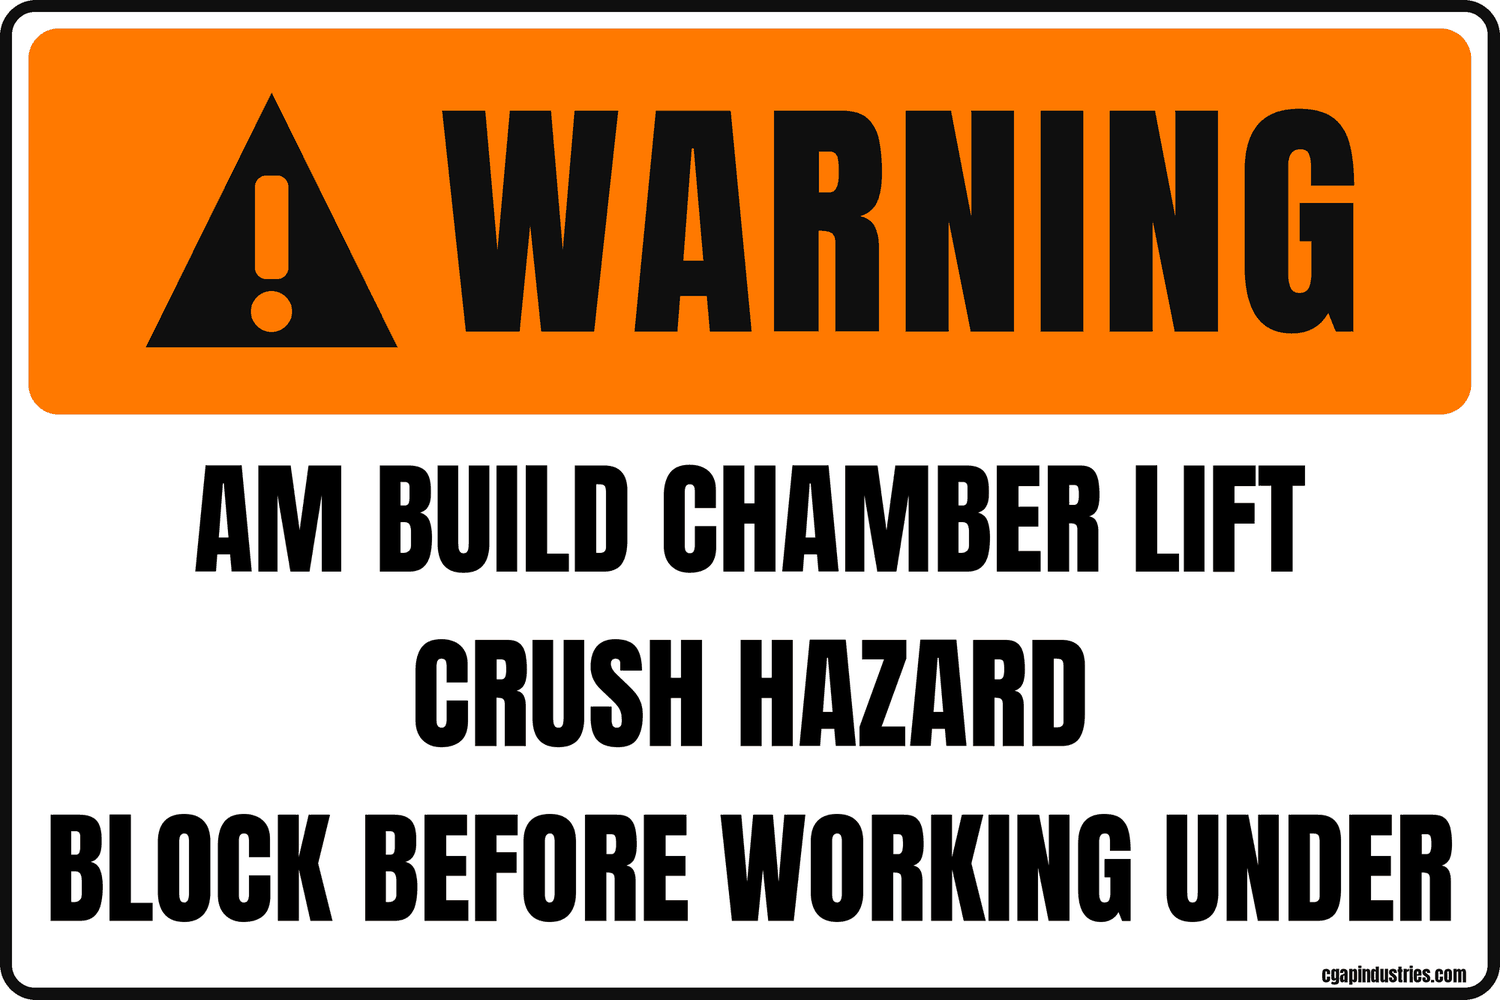 WARNING
AM BUILD CHAMBER LIFT
CRUSH HAZARD
BLOCK BEFORE WORKING UNDER
cgapindustries.com